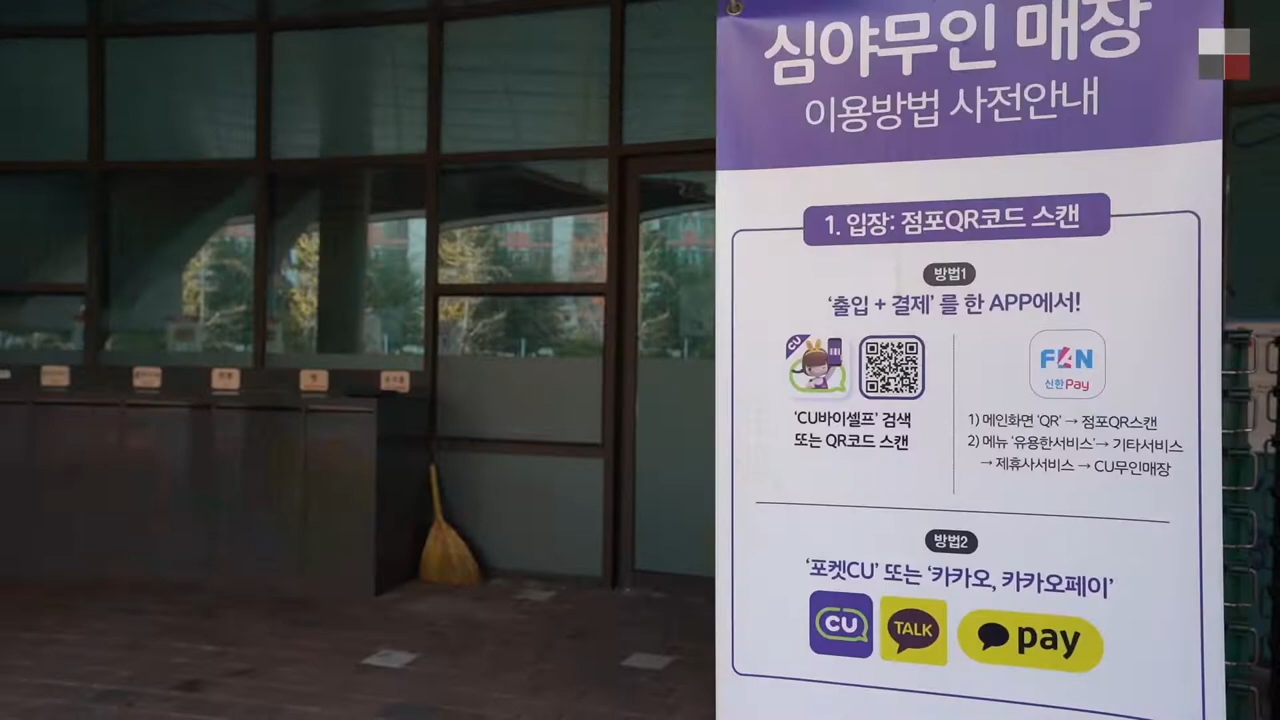 심야무인 매장
이용방법 사전안내
1. 입장: 점포QR코드 스캔
방법1
‘출입 + 결제’ 를 한 APP에서!
CU
‘CU바이셀프’ 검색
또는 QR코드 스캔
FAN
신한Pay
1) 메인화면 ‘QR’ → 점포QR스캔
2) 메뉴 ‘유용한서비스’→ 기타서비스
→ 제휴사서비스 → CU무인매장
방법2
‘포켓CU’ 또는 ‘카카오, 카카오페이’
CU
TALK
pay